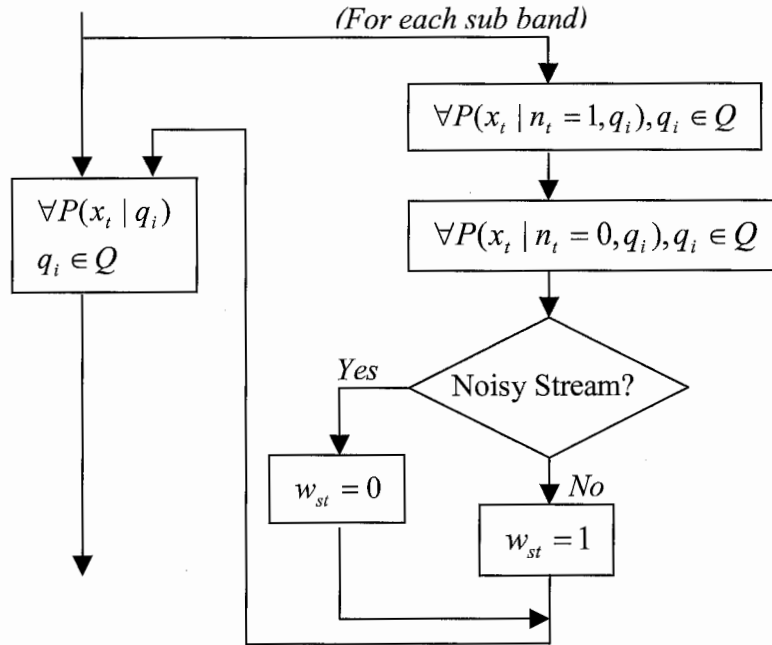 (For each sub band)
∀P(x_t | n_t = 1, q_i), q_i ∈ Q
∀P(x_t | q_i)
q_i ∈ Q
∀P(x_t | n_t = 0, q_i), q_i ∈ Q
Noisy Stream?
Yes
No
w_st = 0
w_st = 1